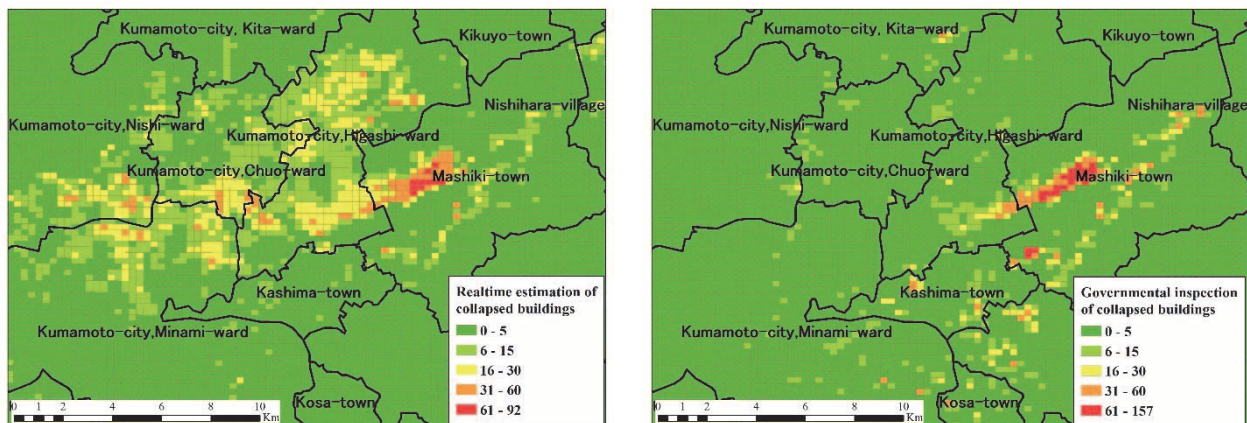 Kumamoto-city, Kita-ward
Kikuyo-town
Nishihara-village
Kumamoto-city,Nishi-ward
Kumamoto-city,Higashi-ward
Kumamoto-city,Chuo-ward
Mashiki-town
Kashima-town
Kumamoto-city,Minami-ward
Kosa-town
Realtime estimation of
collapsed buildings
0 - 5
6 - 15
16 - 30
31 - 60
61 - 92
0 1 2 4 6 8 10
Km
Kumamoto-city, Kita-ward
Kikuyo-town
Nishihara-village
Kumamoto-city,Nishi-ward
Kumamoto-city,Higashi-ward
Kumamoto-city,Chuo-ward
Mashiki-town
Kashima-town
Kumamoto-city,Minami-ward
Kosa-town
Governmental inspection
of collapsed buildings
0 - 5
6 - 15
16 - 30
31 - 60
61 - 157
0 1 2 4 6 8 10
Km